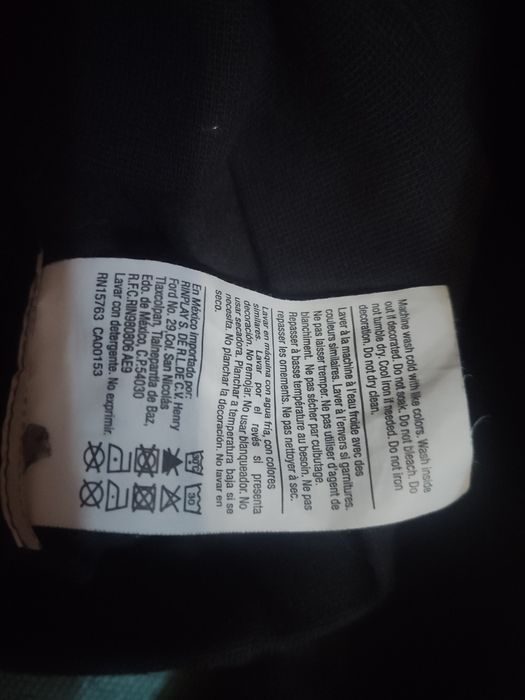 Machine wash cold with like colors. Wash inside
out if decorated. Do not soak. Do not bleach. Do
not tumble dry. Cool iron if needed. Do not iron
decoration. Do not dry clean.
Laver à la machine à l'eau froide avec des
couleurs similaires. Laver à l'envers si garnitures.
Ne pas laisser tremper. Ne pas utiliser d'agent de
blanchiment. Ne pas sécher par culbutage.
Repasser à basse température au besoin. Ne pas
repasser les ornements. Ne pas nettoyer à sec.
Lavar en máquina con agua fría, con colores
similares. Lavar por el revés si presenta
decoración. No remojar. No usar blanqueador. No
usar secadora. Planchar a temperatura baja si se
necesita. No planchar la decoración. No lavar en
seco.
En México Importado por:
RINPLAY S. DE R.L. DE C.V. Henry
Ford No. 29 Col. San Nicolás
Tlaxcolpan, Tlalnepantla de Baz,
Edo. de México, C.P.54030
R.F.C.RIN980806 AE9
Lavar con detergente. No exprimir.
RN15763 CA00153
30